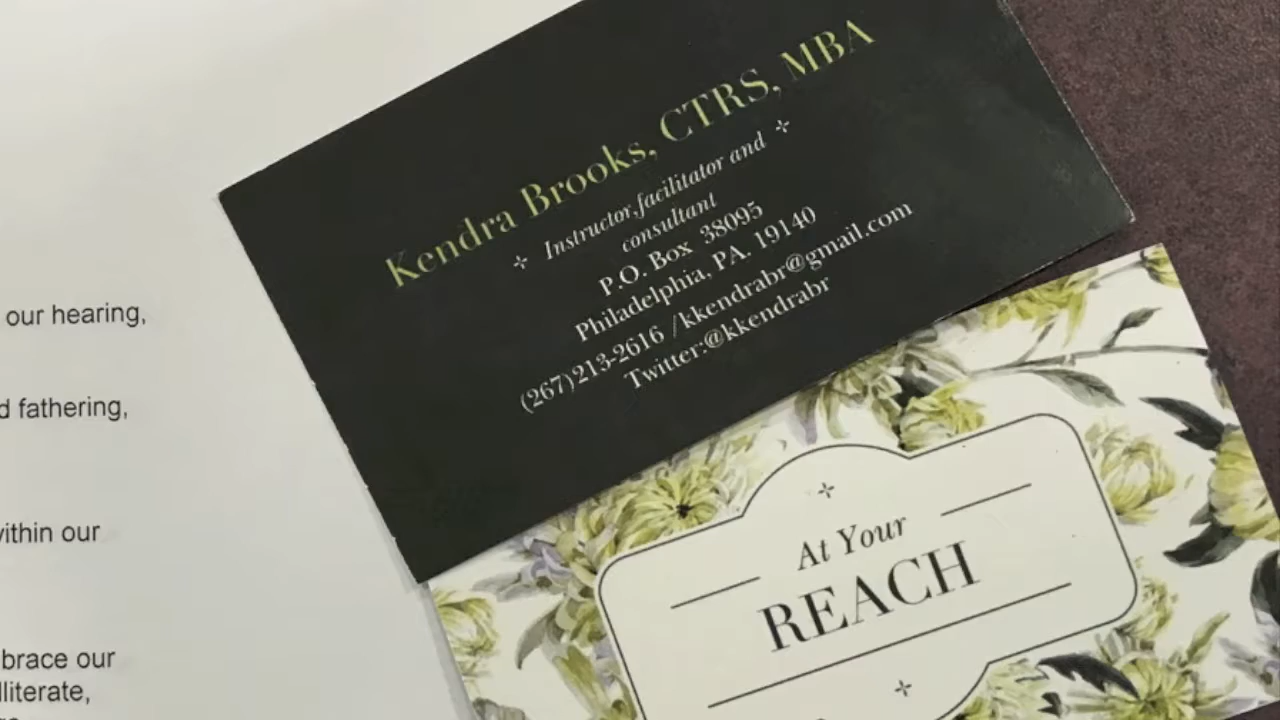 our hearing,
d fathering,
vithin our
brace our
lliterate,
Kendra Brooks, CTRS, MBA
Instructor,facilitator and
consultant
P.O. Box 38095
Philadelphia, PA. 19140
(267)213-2616 /kkendrabr@gmail.com
Twitter:@kkendrabr
At Your
REACH